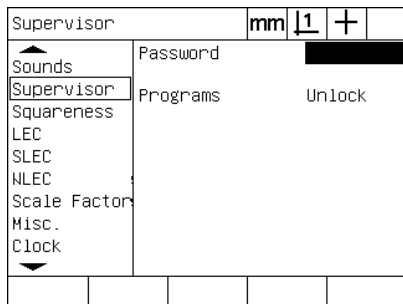 Supervisor mm 1
Sounds
Supervisor
Squareness
LEC
SLEC
NLEC
Scale Factor
Misc.
Clock
Password
Programs Unlock